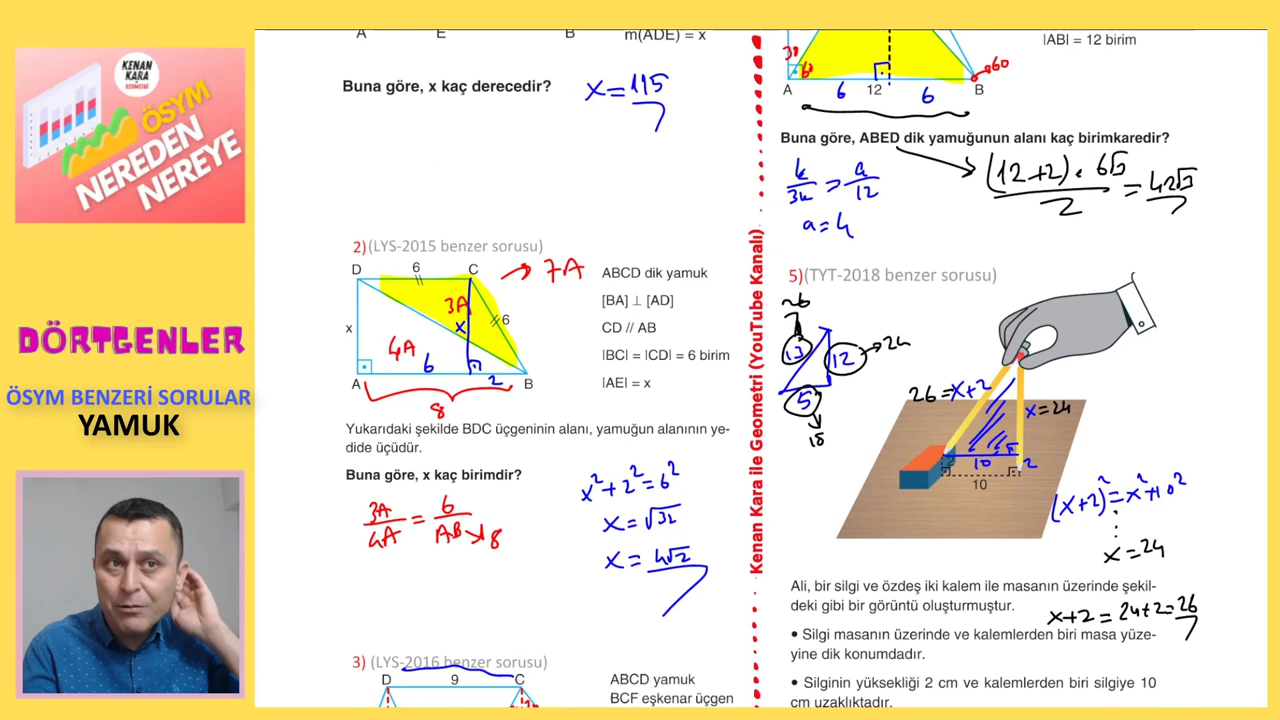 KENAN
KARA
GEOMETRİ
ÖSYM
NEREDEN
NEREYE
DÖRTGENLER
ÖSYM BENZERİ SORULAR
YAMUK
A E B m(ADE) = x
Buna göre, x kaç derecedir?
x = 115
2) (LYS-2015 benzer sorusu)
D 6 C
7A
3A
x
x
6
4A
6
2
A B
8
ABCD dik yamuk
[BA] ⊥ [AD]
CD // AB
|BC| = |CD| = 6 birim
|AE| = x
Yukarıdaki şekilde BDC üçgeninin alanı, yamuğun alanının ye-
dide üçüdür.
Buna göre, x kaç birimdir?
3A/4A = 6/AB → 8
x² + 2² = 6²
x = √32
x = 4√2
3) (LYS-2016 benzer sorusu)
D 9 C
ABCD yamuk
BCF eşkenar üçgen
Kenan Kara ile Geometri (YouTube Kanalı)
|AB| = 12 birim
60
A 6 12 6 B
Buna göre, ABED dik yamuğunun alanı kaç birimkaredir?
k/3k = a/12
a = 4
(12+2) · 6√3 / 2 = 42√3
5) (TYT-2018 benzer sorusu)
26
13
12 → 24
5
26 = x+2
x = 24
10
2
10
(x+2)² = x² + 10²
x = 24
x+2 = 24+2 = 26
Ali, bir silgi ve özdeş iki kalem ile masanın üzerinde şekil-
deki gibi bir görüntü oluşturmuştur.
• Silgi masanın üzerinde ve kalemlerden biri masa yüze-
yine dik konumdadır.
• Silginin yüksekliği 2 cm ve kalemlerden biri silgiye 10
cm uzaklıktadır.